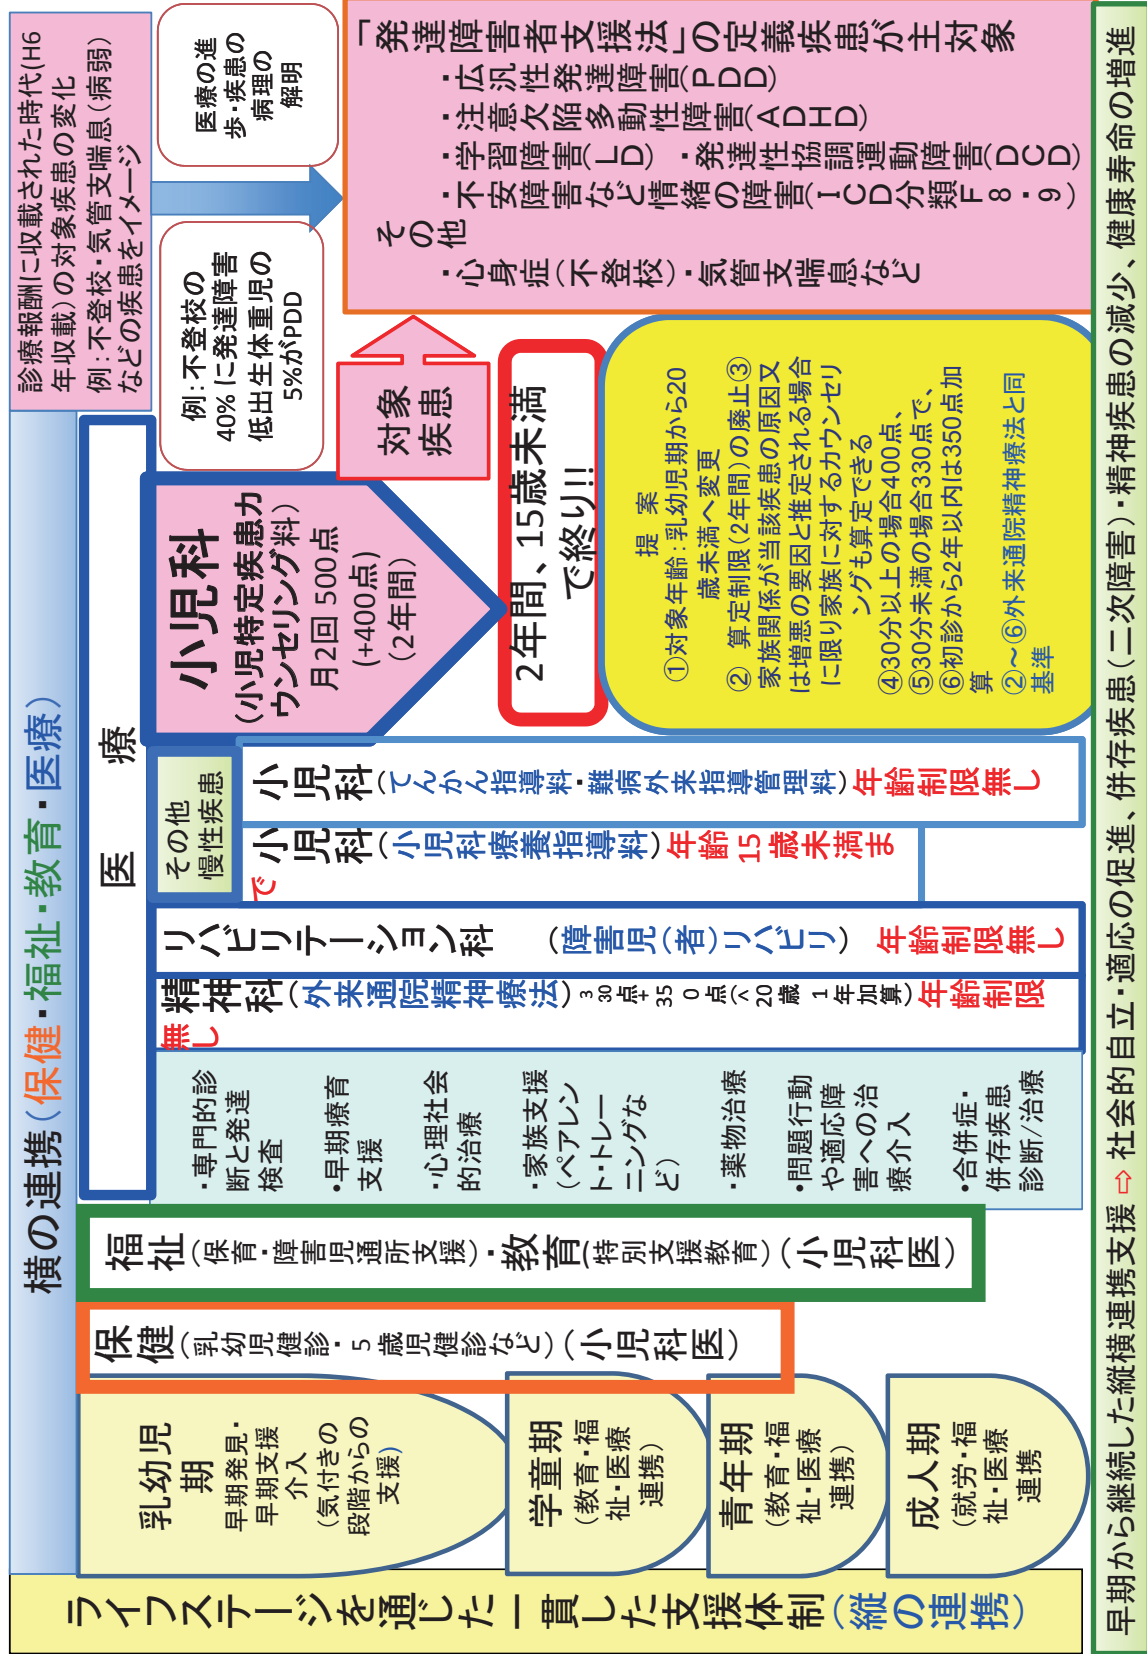 横の連携(保健・福祉・教育・医療)
診療報酬に収載された時代(H6
年収載)の対象疾患の変化
例:不登校・気管支喘息(病弱)
などの疾患をイメージ
医療の進
歩・疾患の
病理の
解明
例:不登校の
40%に発達障害
低出生体重児の
5%がPDD
「発達障害者支援法」の定義疾患が主対象
・広汎性発達障害(PDD)
・注意欠陥多動性障害(ADHD)
・学習障害(LD) ・発達性協調運動障害(DCD)
・不安障害など情緒の障害(ICD分類F8・9)
その他
・心身症(不登校)・気管支喘息など
対象
疾患
医 療
小児科
(小児特定疾患カ
ウンセリング料)
月2回 500点
(+400点)
(2年間)
2年間、15歳未満
で終り!!
提 案
①対象年齢:乳幼児期から20
歳未満へ変更
② 算定制限(2年間)の廃止③
家族関係が当該疾患の原因又
は増悪の要因と推定される場合
に限り家族に対するカウンセリ
ングも算定できる
④30分以上の場合400点、
⑤30分未満の場合330点で、
⑥初診から2年以内は350点加
算
②~⑥外来通院精神療法と同
基準
その他
慢性疾患
小児科(てんかん指導料・難病外来指導管理料)年齢制限無し
小児科(小児科療養指導料)年齢15歳未満ま
で
リハビリテーション科 (障害児(者)リハビリ) 年齢制限無し
精神科(外来通院精神療法)330点+350点(<20歳 1年加算)年齢制限
無し
・専門的診
断と発達
検査
・早期療育
支援
・心理社会
的治療
・家族支援
(ペアレン
ト・トレー
ニングな
ど)
・薬物治療
・問題行動
や適応障
害への治
療介入
・合併症・
併存疾患
診断/治療
福祉(保育・障害児通所支援)・教育(特別支援教育)(小児科医)
保健(乳幼児健診・5歳児健診など)(小児科医)
乳幼児
期
早期発見・
早期支援
介入
(気付きの
段階からの
支援)
学童期
(教育・福
祉・医療
連携)
青年期
(教育・福
祉・医療
連携)
成人期
(就労・福
祉・医療
連携
ライフステージを通じた一貫した支援体制(縦の連携)
早期から継続した縦横連携支援⇨社会的自立・適応の促進、併存疾患(二次障害)・精神疾患の減少、健康寿命の増進